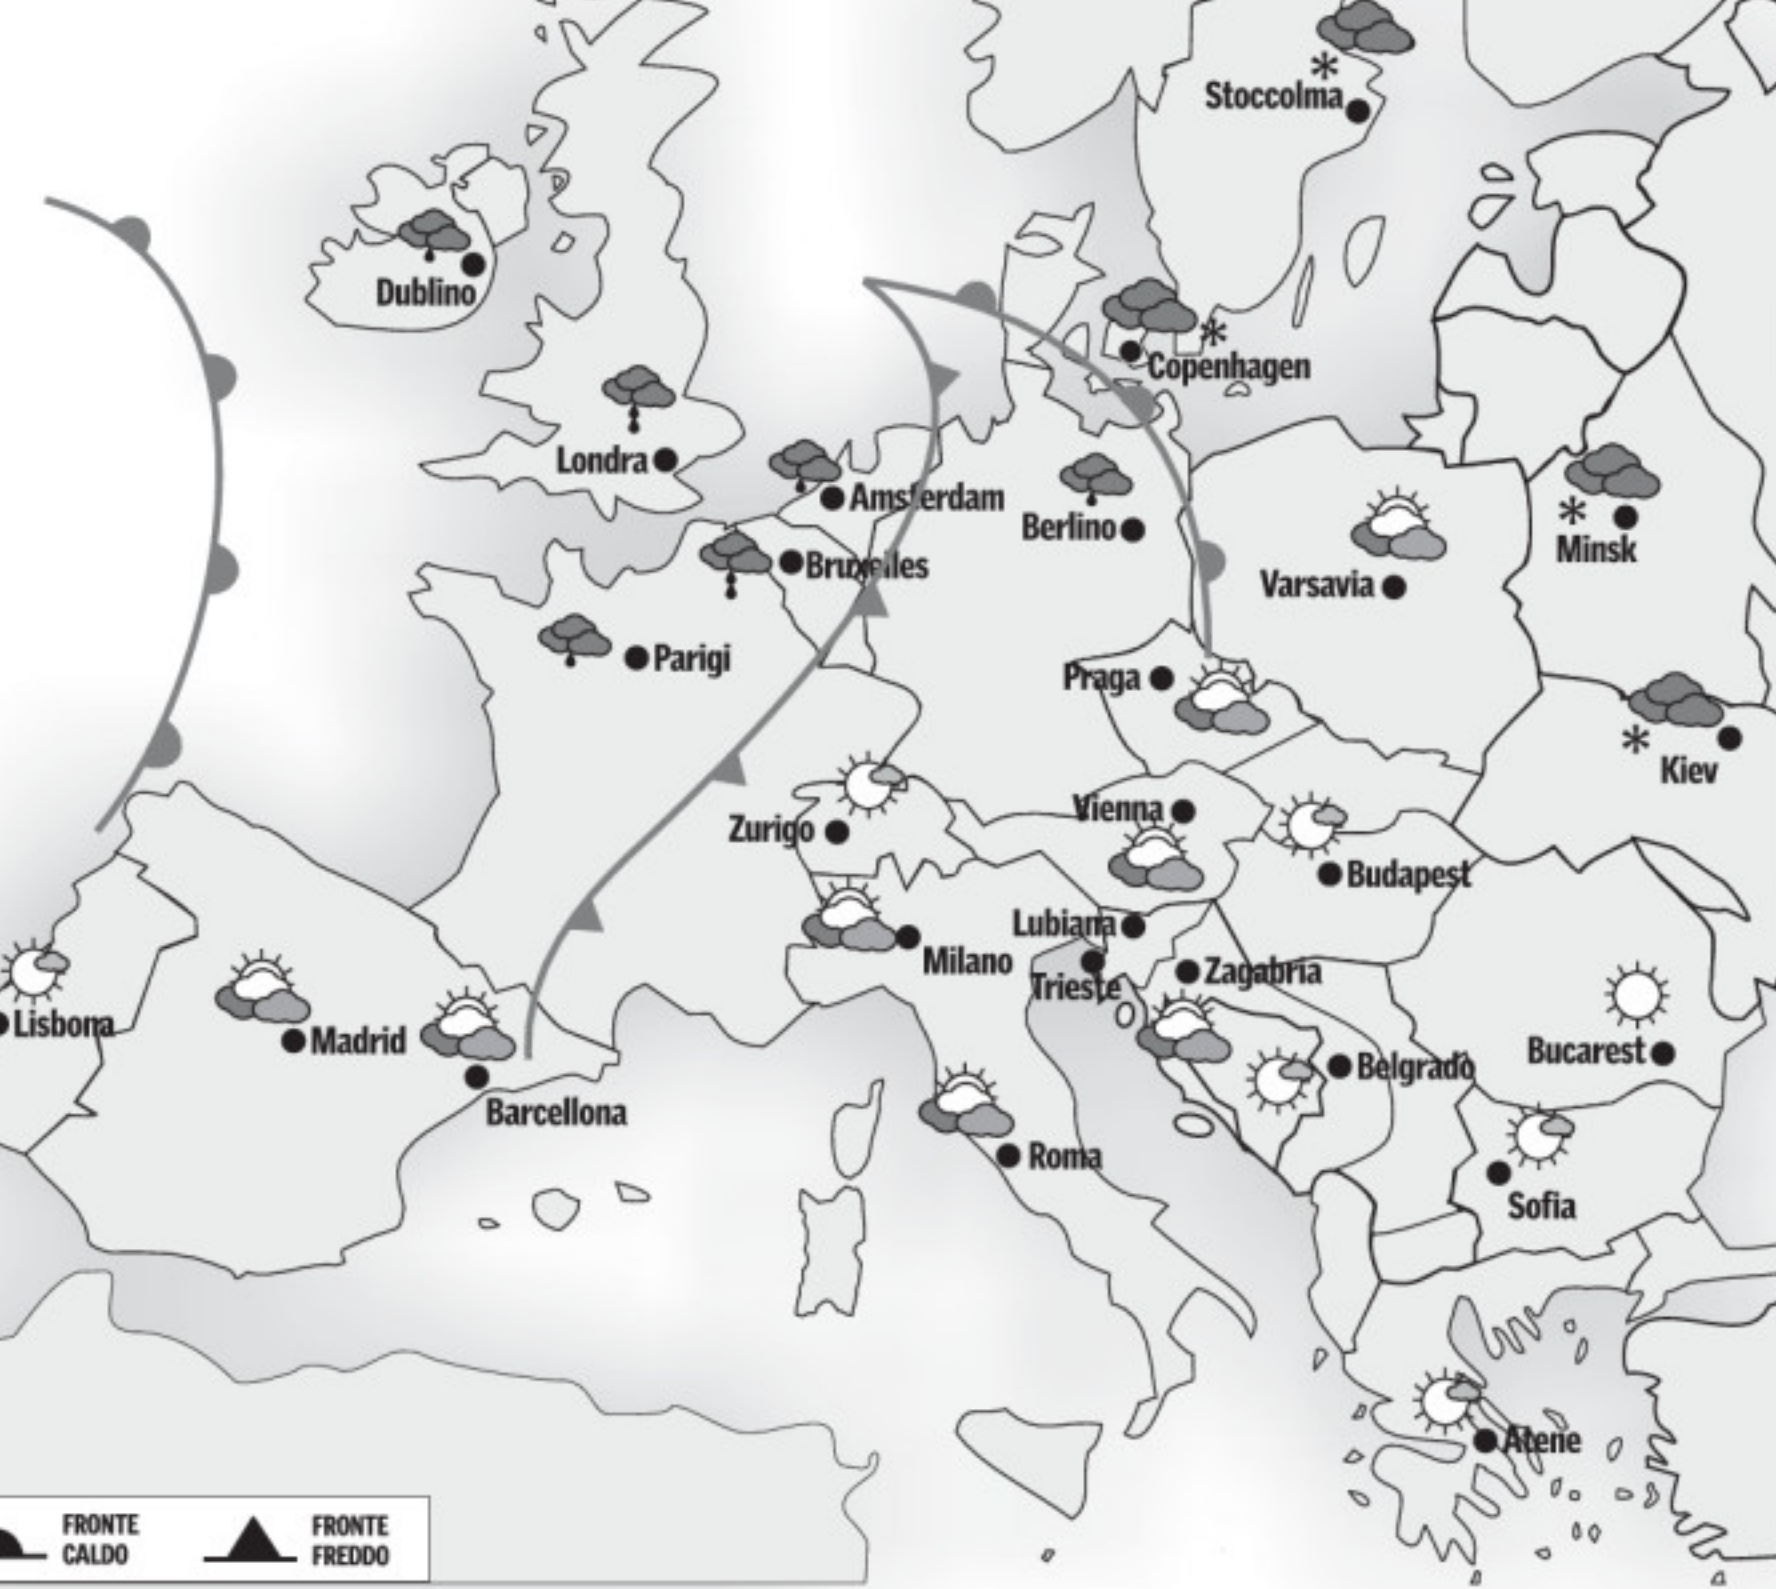 Stoccolma
Dublino
Copenhagen
Londra
Amsterdam
Berlino
Minsk
Bruxelles
Varsavia
Parigi
Praga
Kiev
Vienna
Zurigo
Budapest
Lubiana
Milano
Zagabria
Trieste
Lisbona
Madrid
Bucarest
Belgrado
Barcellona
Roma
Sofia
Atene
FRONTE
CALDO
FRONTE
FREDDO